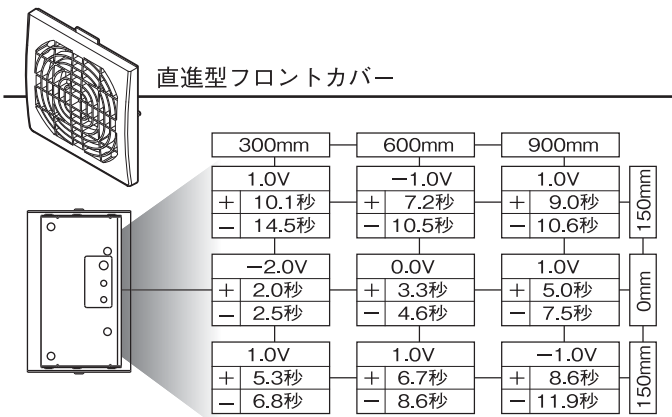 直進型フロントカバー
300mm 600mm 900mm
1.0V −1.0V 1.0V
+ 10.1秒 + 7.2秒 + 9.0秒
− 14.5秒 − 10.5秒 − 10.6秒
150mm
−2.0V 0.0V 1.0V
+ 2.0秒 + 3.3秒 + 5.0秒
− 2.5秒 − 4.6秒 − 7.5秒
0mm
1.0V 1.0V −1.0V
+ 5.3秒 + 6.7秒 + 8.6秒
− 6.8秒 − 8.6秒 − 11.9秒
150mm